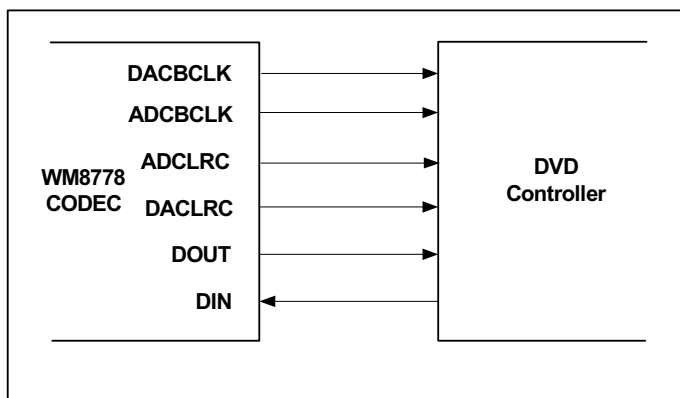 DACBCLK
ADCBCLK
ADCLRC
WM8778
CODEC
DACLRC
DOUT
DIN
DVD
Controller